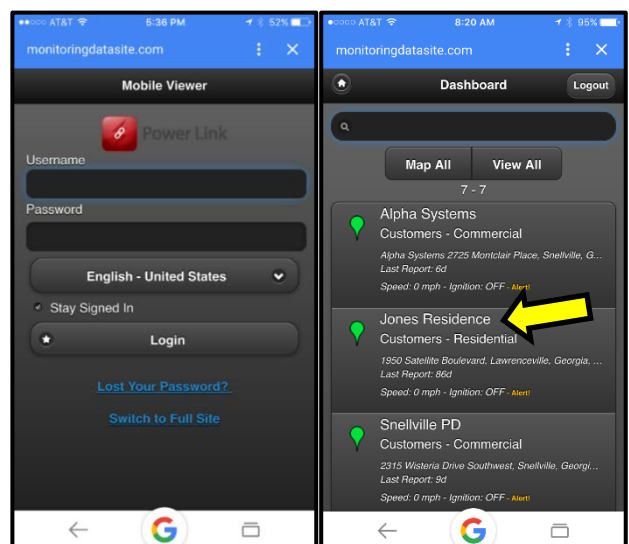 AT&T 5:36 PM 52%
monitoringdatasite.com
Mobile Viewer
Power Link
Username
Password
English - United States
Stay Signed In
Login
Lost Your Password?
Switch to Full Site
AT&T 8:20 AM 95%
monitoringdatasite.com
Dashboard
Logout
Map All
View All
7 - 7
Alpha Systems
Customers - Commercial
Alpha Systems 2725 Montclair Place, Snellville, G...
Last Report: 6d
Speed: 0 mph - Ignition: OFF - Alert!
Jones Residence
Customers - Residential
1950 Satellite Boulevard, Lawrenceville, Georgia, ...
Last Report: 86d
Speed: 0 mph - Ignition: OFF - Alert!
Snellville PD
Customers - Commercial
2315 Wisteria Drive Southwest, Snellville, Georgi...
Last Report: 9d
Speed: 0 mph - Ignition: OFF - Alert!